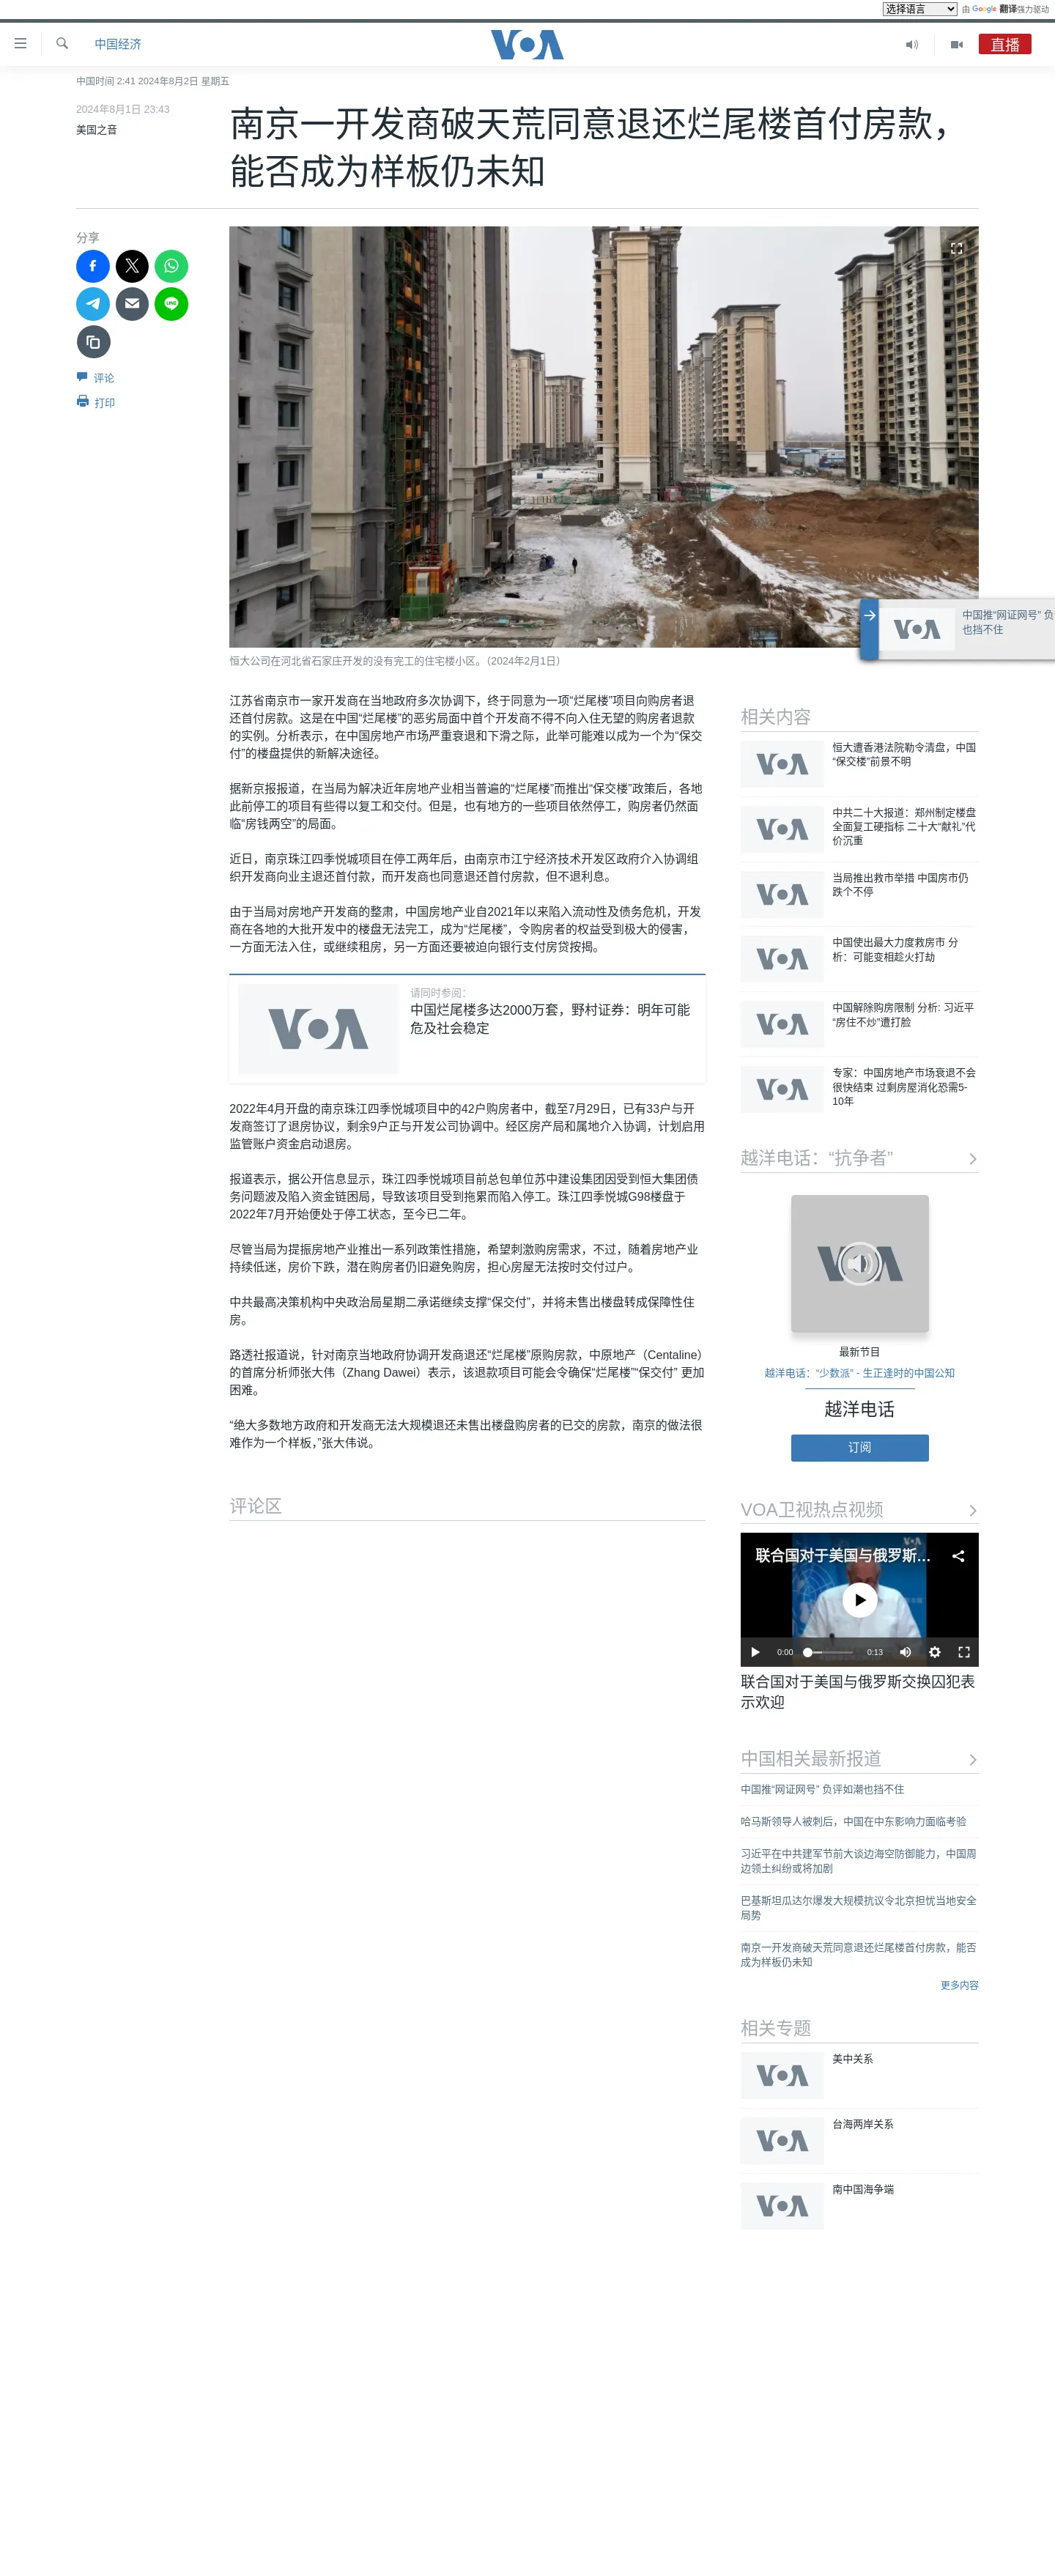 选择语言
由 Google 翻译强力驱动
中国经济
VOA
直播
中国时间 2:41 2024年8月2日 星期五
2024年8月1日 23:43
美国之音
南京一开发商破天荒同意退还烂尾楼首付房款，
能否成为样板仍未知
分享
评论
打印
恒大公司在河北省石家庄开发的没有完工的住宅楼小区。（2024年2月1日）
中国推“网证网号” 负
也挡不住
江苏省南京市一家开发商在当地政府多次协调下，终于同意为一项“烂尾楼”项目向购房者退
还首付房款。这是在中国“烂尾楼”的恶劣局面中首个开发商不得不向入住无望的购房者退款
的实例。分析表示，在中国房地产市场严重衰退和下滑之际，此举可能难以成为一个为“保交
付”的楼盘提供的新解决途径。
据新京报报道，在当局为解决近年房地产业相当普遍的“烂尾楼”而推出“保交楼”政策后，各地
此前停工的项目有些得以复工和交付。但是，也有地方的一些项目依然停工，购房者仍然面
临“房钱两空”的局面。
近日，南京珠江四季悦城项目在停工两年后，由南京市江宁经济技术开发区政府介入协调组
织开发商向业主退还首付款，而开发商也同意退还首付房款，但不退利息。
由于当局对房地产开发商的整肃，中国房地产业自2021年以来陷入流动性及债务危机，开发
商在各地的大批开发中的楼盘无法完工，成为“烂尾楼”，令购房者的权益受到极大的侵害，
一方面无法入住，或继续租房，另一方面还要被迫向银行支付房贷按揭。
请同时参阅：
中国烂尾楼多达2000万套，野村证券：明年可能
危及社会稳定
VOA
2022年4月开盘的南京珠江四季悦城项目中的42户购房者中，截至7月29日，已有33户与开
发商签订了退房协议，剩余9户正与开发公司协调中。经区房产局和属地介入协调，计划启用
监管账户资金启动退房。
报道表示，据公开信息显示，珠江四季悦城项目前总包单位苏中建设集团因受到恒大集团债
务问题波及陷入资金链困局，导致该项目受到拖累而陷入停工。珠江四季悦城G98楼盘于
2022年7月开始便处于停工状态，至今已二年。
尽管当局为提振房地产业推出一系列政策性措施，希望刺激购房需求，不过，随着房地产业
持续低迷，房价下跌，潜在购房者仍旧避免购房，担心房屋无法按时交付过户。
中共最高决策机构中央政治局星期二承诺继续支撑“保交付”，并将未售出楼盘转成保障性住
房。
路透社报道说，针对南京当地政府协调开发商退还“烂尾楼”原购房款，中原地产（Centaline）
的首席分析师张大伟（Zhang Dawei）表示，该退款项目可能会令确保“烂尾楼”“保交付” 更加
困难。
“绝大多数地方政府和开发商无法大规模退还未售出楼盘购房者的已交的房款，南京的做法很
难作为一个样板，”张大伟说。
评论区
相关内容
恒大遭香港法院勒令清盘，中国
“保交楼”前景不明
中共二十大报道：郑州制定楼盘
全面复工硬指标 二十大“献礼”代
价沉重
当局推出救市举措 中国房市仍
跌个不停
中国使出最大力度救房市 分
析：可能变相趁火打劫
中国解除购房限制 分析: 习近平
“房住不炒”遭打脸
专家：中国房地产市场衰退不会
很快结束 过剩房屋消化恐需5-
10年
越洋电话：“抗争者”
最新节目
越洋电话：“少数派” - 生正逢时的中国公知
越洋电话
订阅
VOA卫视热点视频
联合国对于美国与俄罗斯...
0:00
0:13
联合国对于美国与俄罗斯交换囚犯表
示欢迎
中国相关最新报道
中国推“网证网号” 负评如潮也挡不住
哈马斯领导人被刺后，中国在中东影响力面临考验
习近平在中共建军节前大谈边海空防御能力，中国周
边领土纠纷或将加剧
巴基斯坦瓜达尔爆发大规模抗议令北京担忧当地安全
局势
南京一开发商破天荒同意退还烂尾楼首付房款，能否
成为样板仍未知
更多内容
相关专题
美中关系
台海两岸关系
南中国海争端